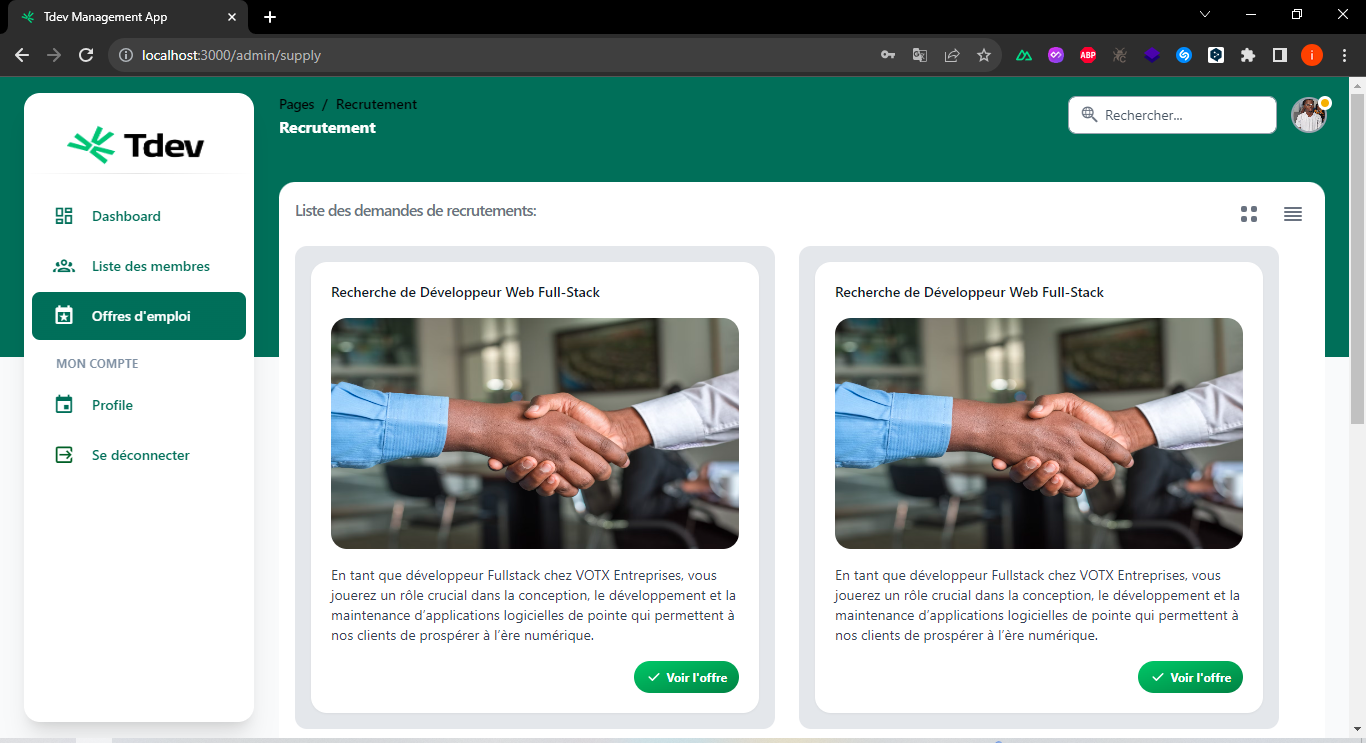 Tdev Management App
localhost:3000/admin/supply
ABP
i
Tdev
Dashboard
Liste des membres
Offres d'emploi
MON COMPTE
Profile
Se déconnecter
Pages / Recrutement
Recrutement
Rechercher...
Liste des demandes de recrutements:
Recherche de Développeur Web Full-Stack
En tant que développeur Fullstack chez VOTX Entreprises, vous
jouerez un rôle crucial dans la conception, le développement et la
maintenance d’applications logicielles de pointe qui permettent à
nos clients de prospérer à l’ère numérique.
Voir l'offre
Recherche de Développeur Web Full-Stack
En tant que développeur Fullstack chez VOTX Entreprises, vous
jouerez un rôle crucial dans la conception, le développement et la
maintenance d’applications logicielles de pointe qui permettent à
nos clients de prospérer à l’ère numérique.
Voir l'offre